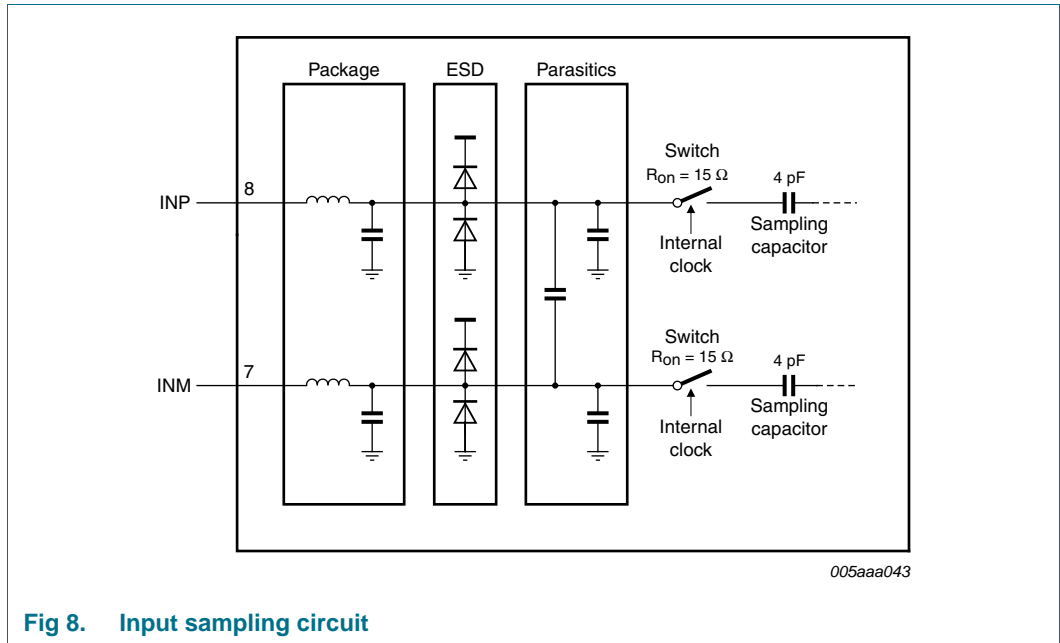 Package
ESD
Parasitics
Switch
Ron = 15 Ω
4 pF
INP
8
Internal
clock
Sampling
capacitor
Switch
Ron = 15 Ω
4 pF
INM
7
Internal
clock
Sampling
capacitor
005aaa043
Fig 8. Input sampling circuit